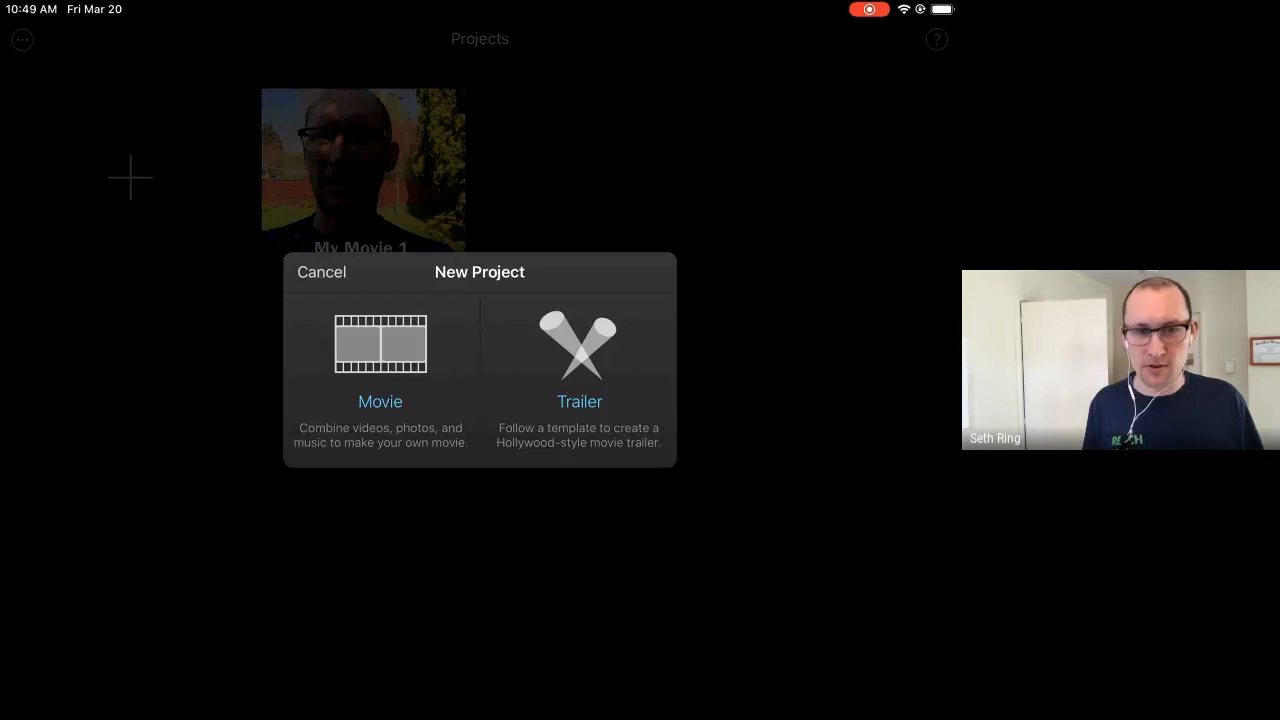 10:49 AM Fri Mar 20
Projects
?
My Movie 1
Cancel
New Project
Movie
Combine videos, photos, and
music to make your own movie.
Trailer
Follow a template to create a
Hollywood-style movie trailer.
Seth Ring